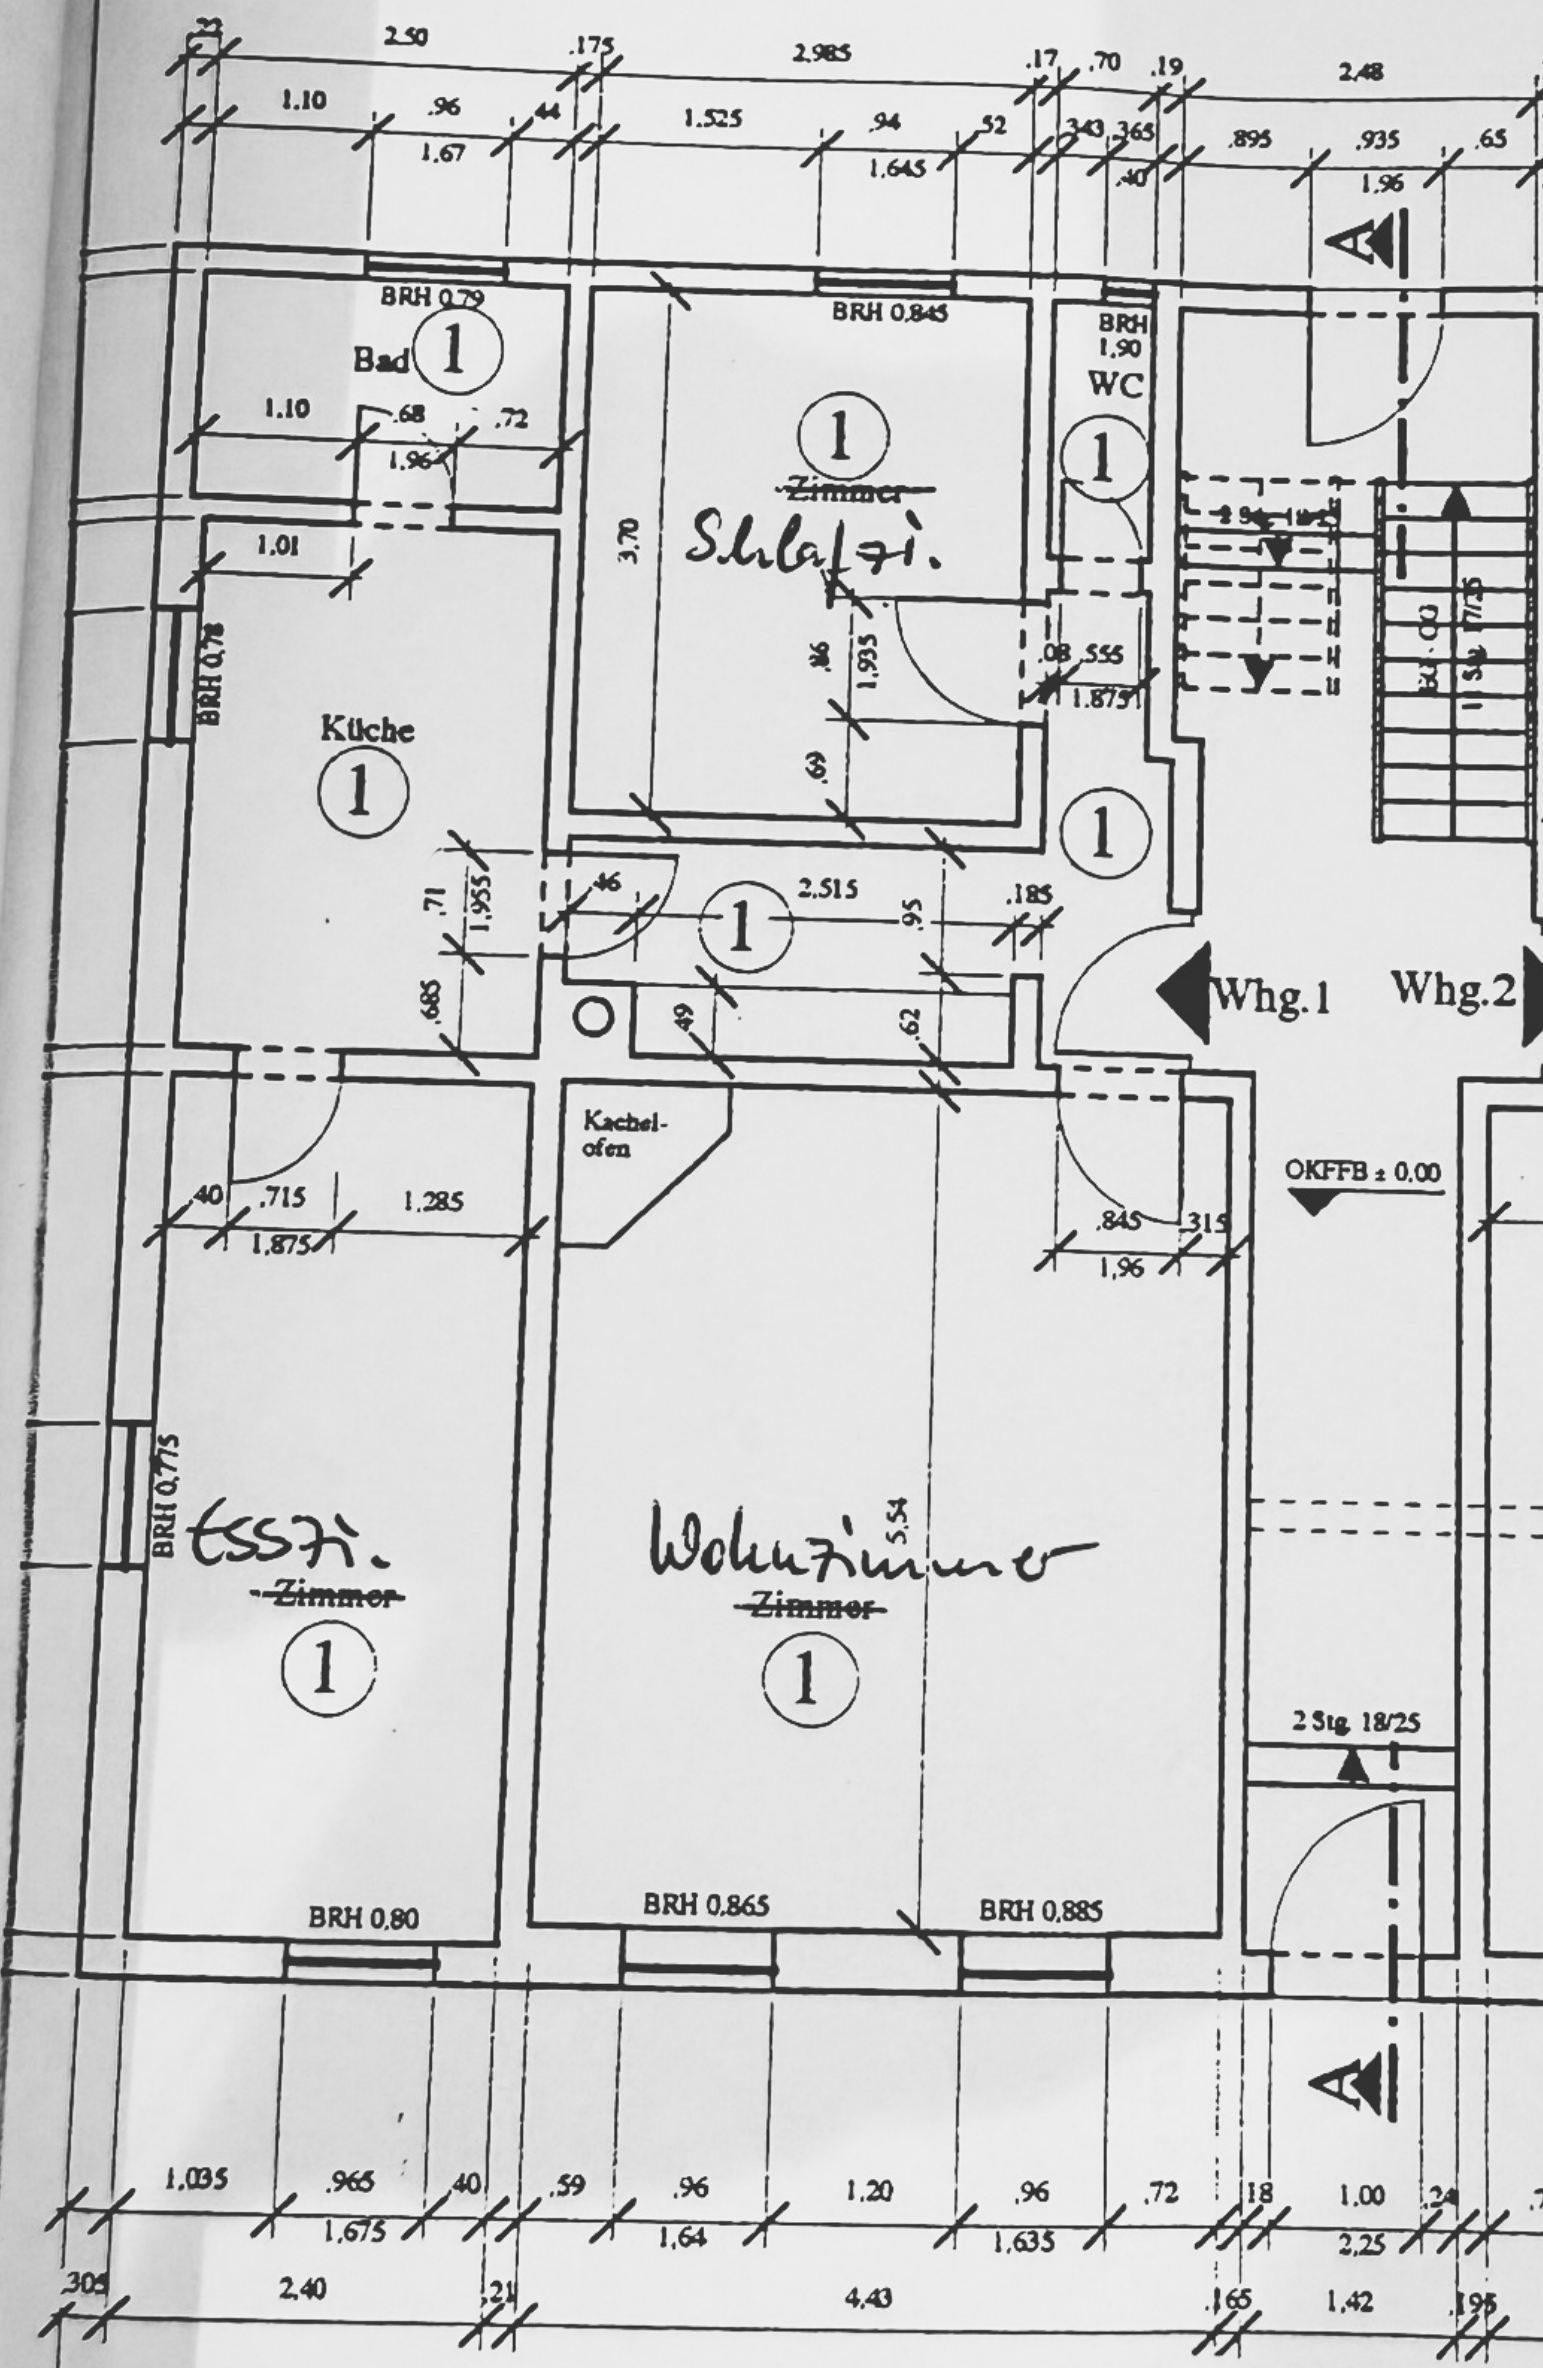 .22 2.50 .175 2.985 .17 .70 .19 2.48
1.10 .96 .44 1.525 .94 .52 .343 .365 .895 .935 .65
1.67 1.645 .40 1.96
A
BRH 0.79
BRH 0.845
BRH
1.90
WC
1
Bad 1
1
Zimmer
Schlafzi.
1.10 .68 .72
1.96
1
3.70
1.01
BRH 0.78
.86 1.935
.08 .555
1.875
17/25
Küche
1
.69
1
.71 1.955
.46 1 2.515 .95 .185
Whg.1 Whg.2
.685
.49 .62
Kachel-
ofen
OKFFB ± 0.00
.40 .715 1.285
1.875
.845 .315
1.96
BRH 0.775
Esszi.
Zimmer
1
Wohnzimmer
5.54
Zimmer
1
2 Stg. 18/25
BRH 0.80
BRH 0.865
BRH 0.885
A
1.035 .965 .40 .59 .96 1.20 .96 .72 .18 1.00 .24
1.675 1.64 1.635 2.25
.305 2.40 .21 4.43 .165 1.42 .195